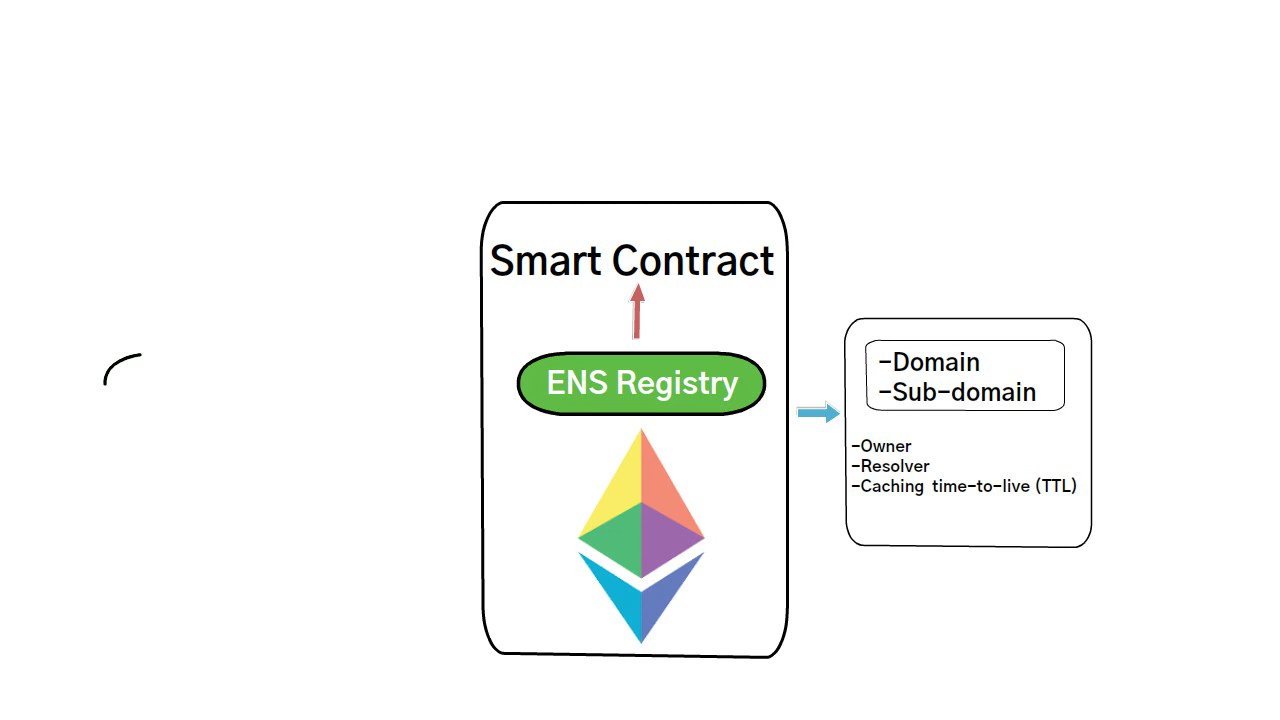 Smart Contract
ENS Registry
-Domain
-Sub-domain
-Owner
-Resolver
-Caching time-to-live (TTL)